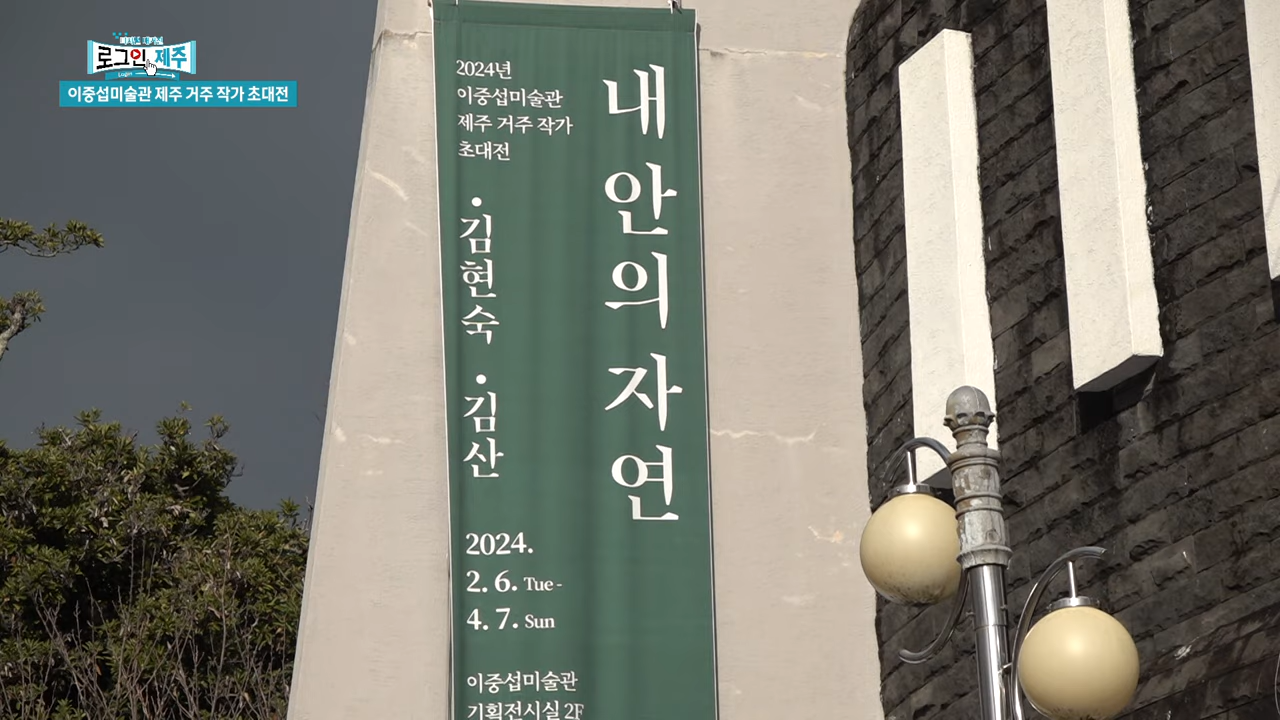 로그인 제주
이중섭미술관 제주 거주 작가 초대전
2024년
이중섭미술관
제주 거주 작가
초대전
내 안의 자연
• 김현숙
• 김산
2024.
2. 6. Tue -
4. 7. Sun
이중섭미술관
기획전시실 2F